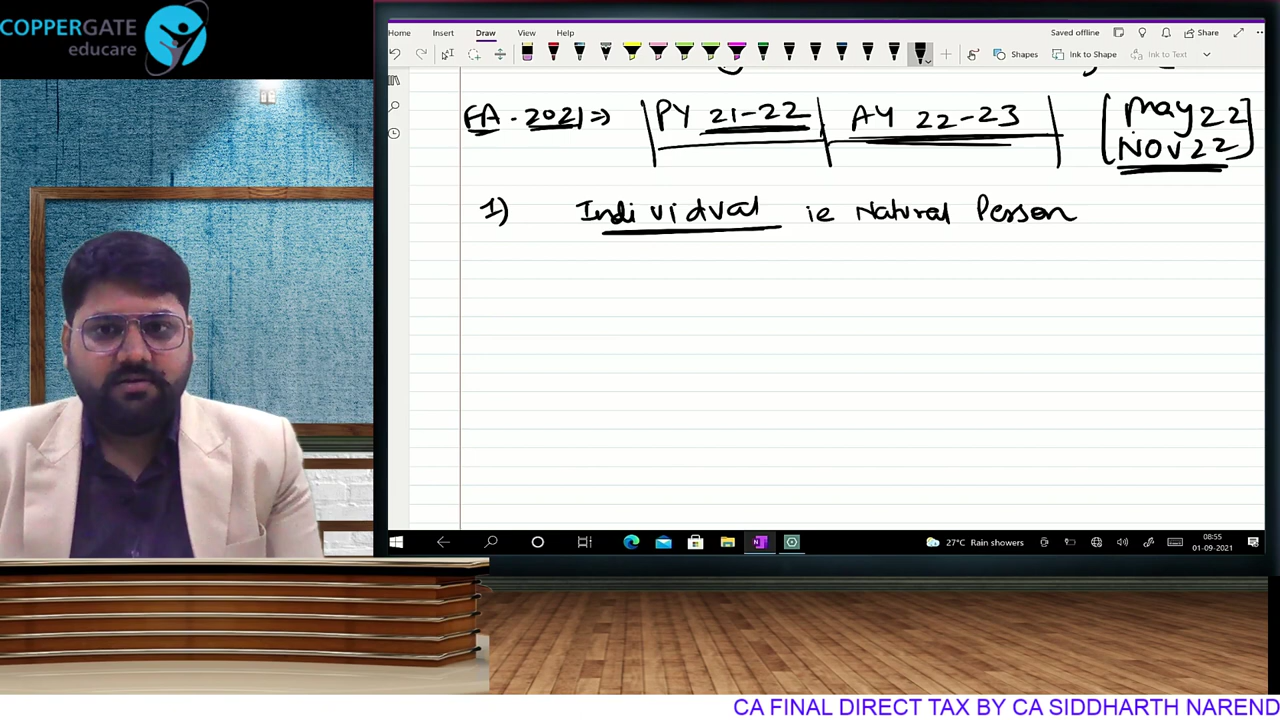 COPPERGATE
educare
Home Insert Draw View Help
Saved offline
Share
Shapes
Ink to Shape
Ink to Text
FA - 2021 ⇒ PY 21-22 AY 22-23 [May 22
Nov 22]
1) Individual ie Natural Person
27°C Rain showers
08:55
01-09-2021
CA FINAL DIRECT TAX BY CA SIDDHARTH NAREND